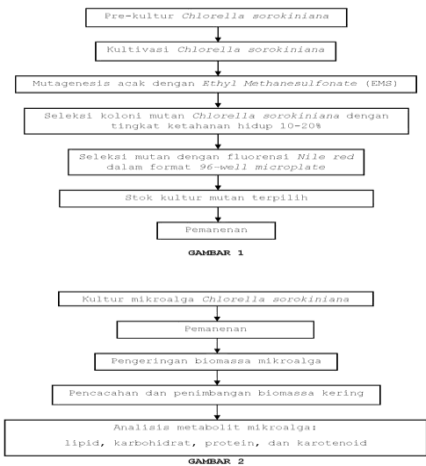 Pre-kultur Chlorella sorokiniana
Kultivasi Chlorella sorokiniana
Mutagenesis acak dengan Ethyl Methanesulfonate (EMS)
Seleksi koloni mutan Chlorella sorokiniana dengan
tingkat ketahanan hidup 10-20%
Seleksi mutan dengan fluorensi Nile red
dalam format 96-well microplate
Stok kultur mutan terpilih
Pemanenan
GAMBAR 1
Kultur mikroalga Chlorella sorokiniana
Pemanenan
Pengeringan biomassa mikroalga
Pencacahan dan penimbangan biomassa kering
Analisis metabolit mikroalga:
lipid, karbohidrat, protein, dan karotenoid
GAMBAR 2